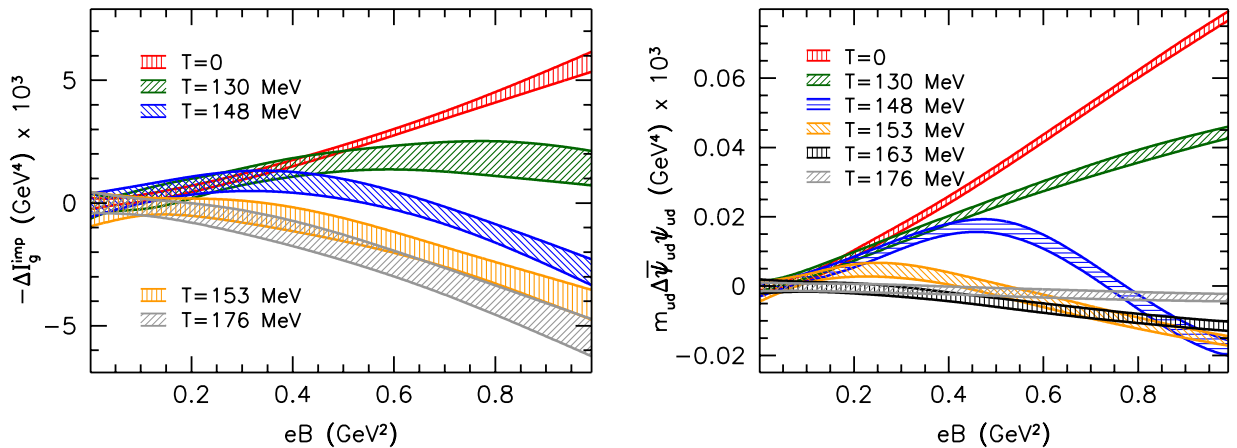 −ΔI_g^imp (GeV⁴) × 10³
5
0
−5
T=0
T=130 MeV
T=148 MeV
T=153 MeV
T=176 MeV
0.2 0.4 0.6 0.8
eB (GeV²)
m_ud Δψ̄_ud ψ_ud (GeV⁴) × 10³
0.06
0.04
0.02
0
−0.02
T=0
T=130 MeV
T=148 MeV
T=153 MeV
T=163 MeV
T=176 MeV
0.2 0.4 0.6 0.8
eB (GeV²)